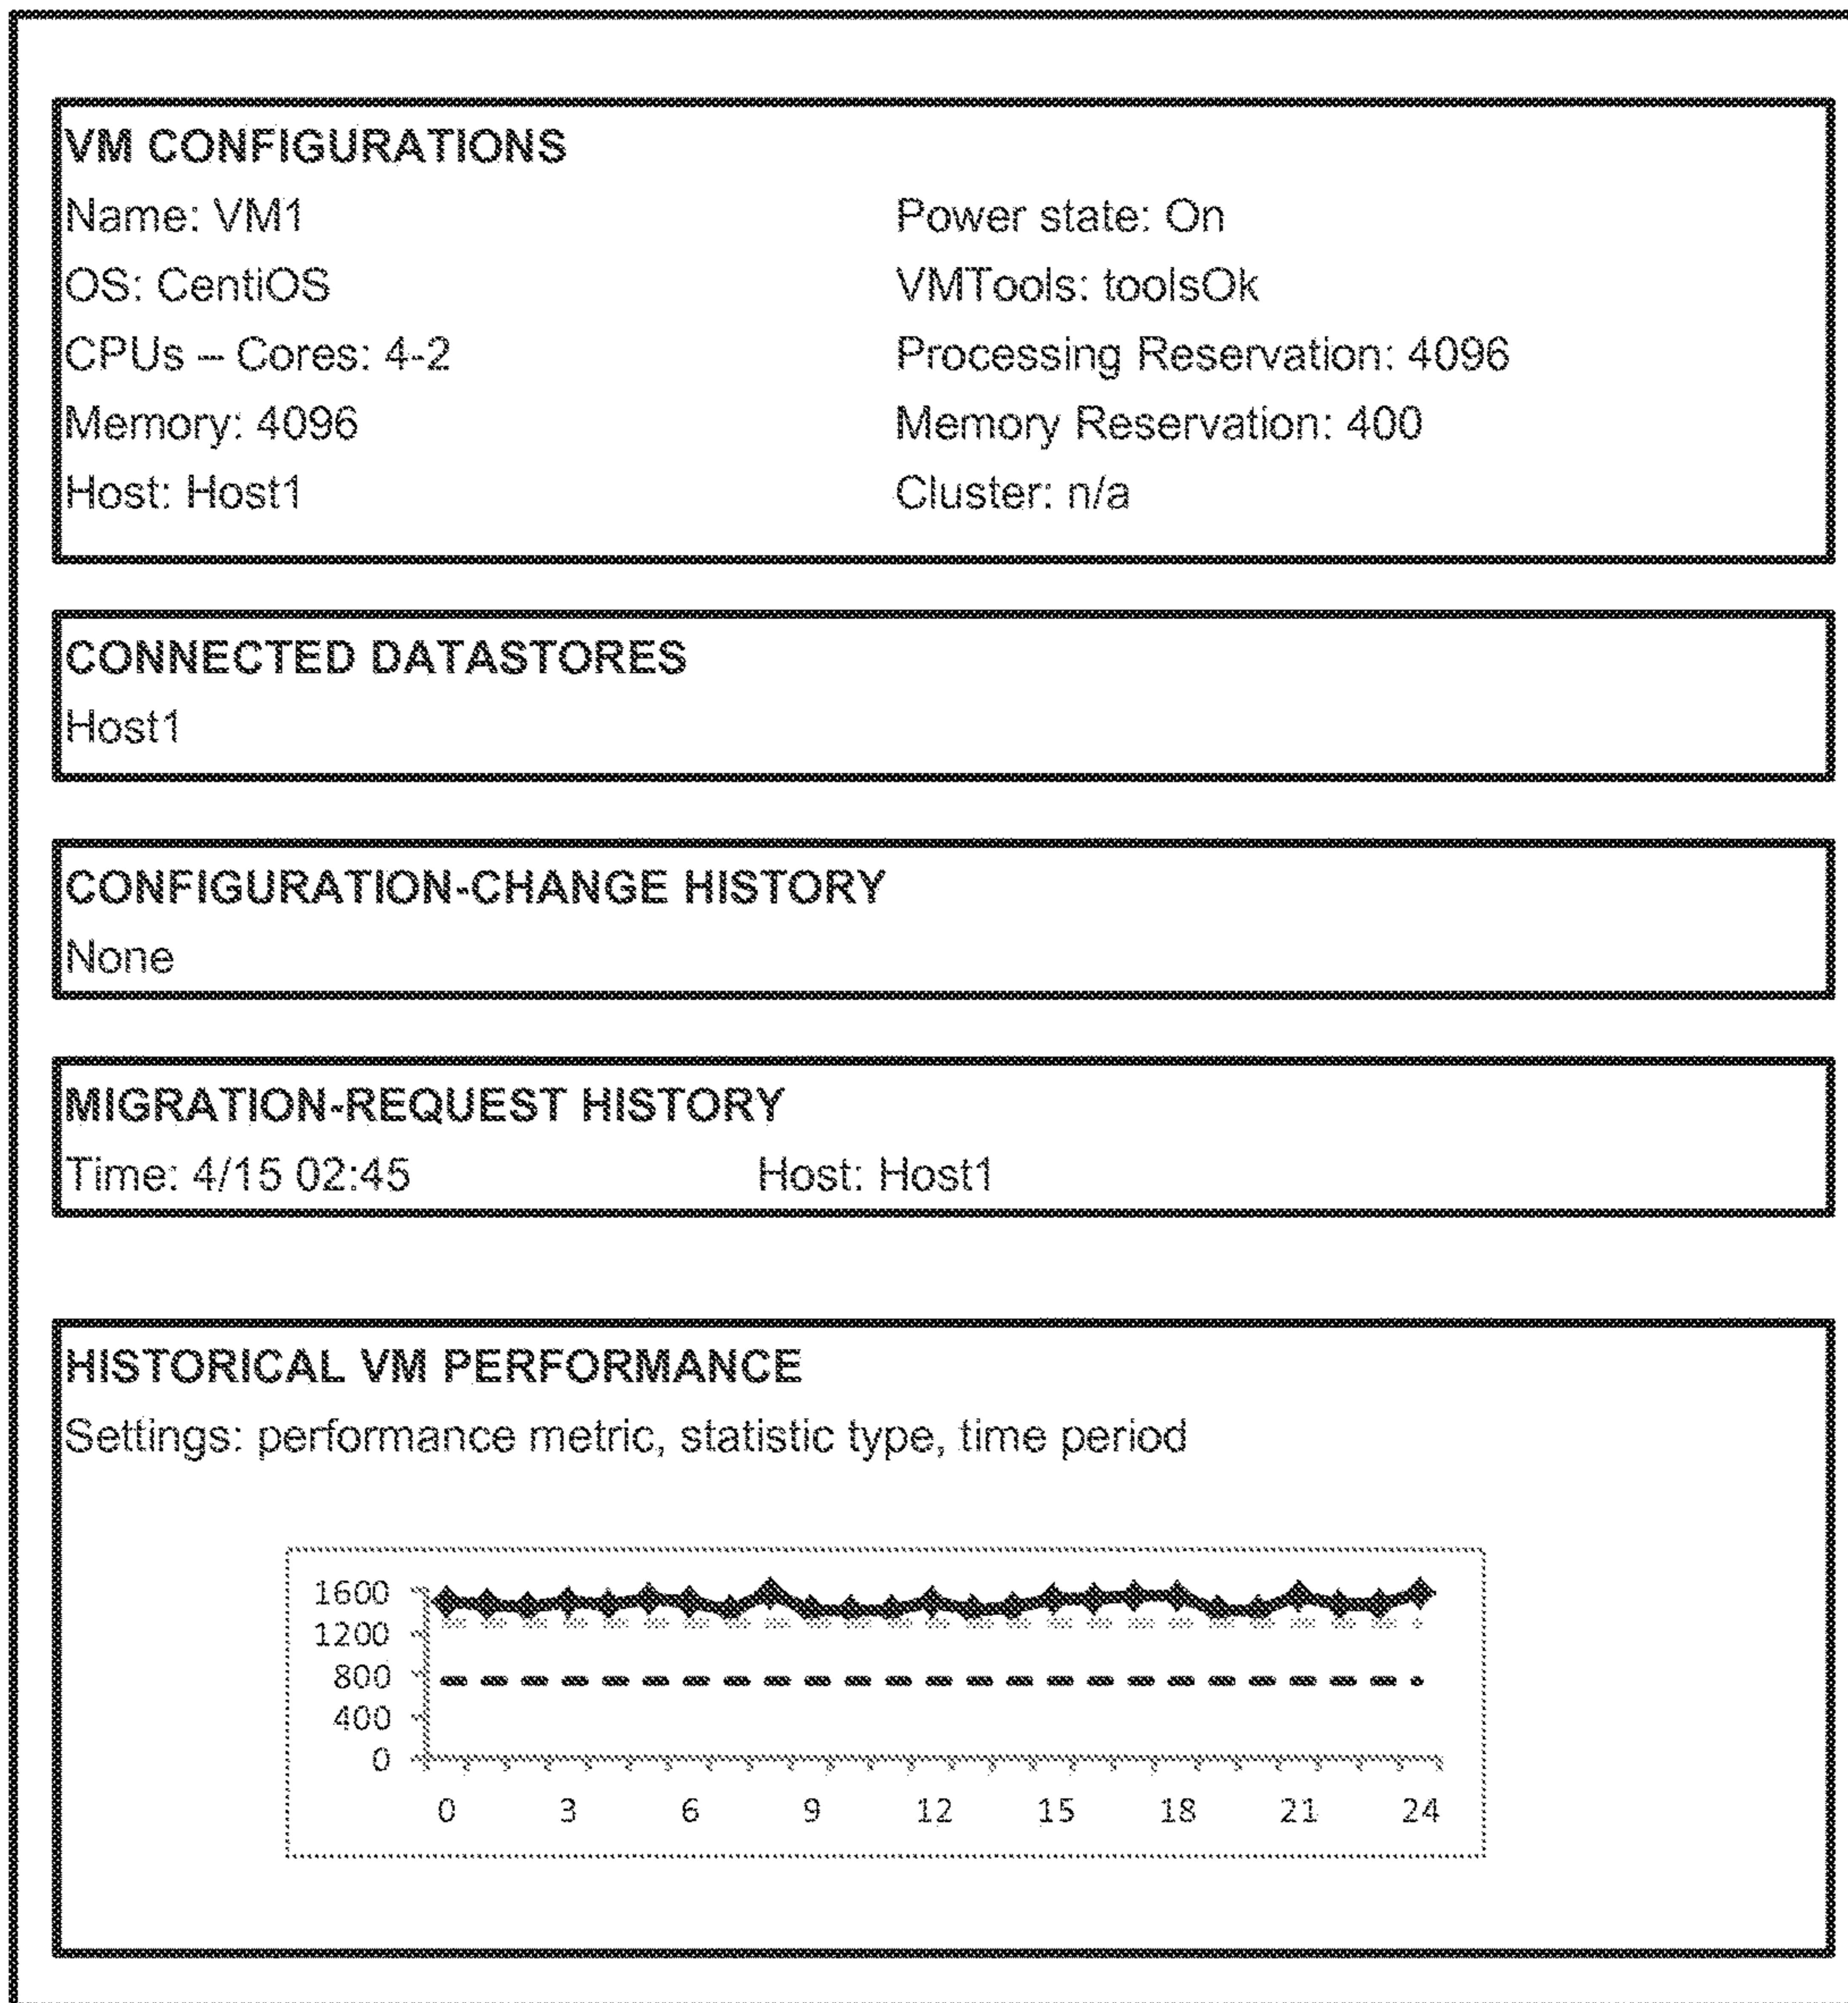 VM CONFIGURATIONS
Name: VM1 Power state: On
OS: CentiOS VMTools: toolsOk
CPUs – Cores: 4-2 Processing Reservation: 4096
Memory: 4096 Memory Reservation: 400
Host: Host1 Cluster: n/a
CONNECTED DATASTORES
Host1
CONFIGURATION-CHANGE HISTORY
None
MIGRATION-REQUEST HISTORY
Time: 4/15 02:45 Host: Host1
HISTORICAL VM PERFORMANCE
Settings: performance metric, statistic type, time period
1600
1200
800
400
0
0 3 6 9 12 15 18 21 24